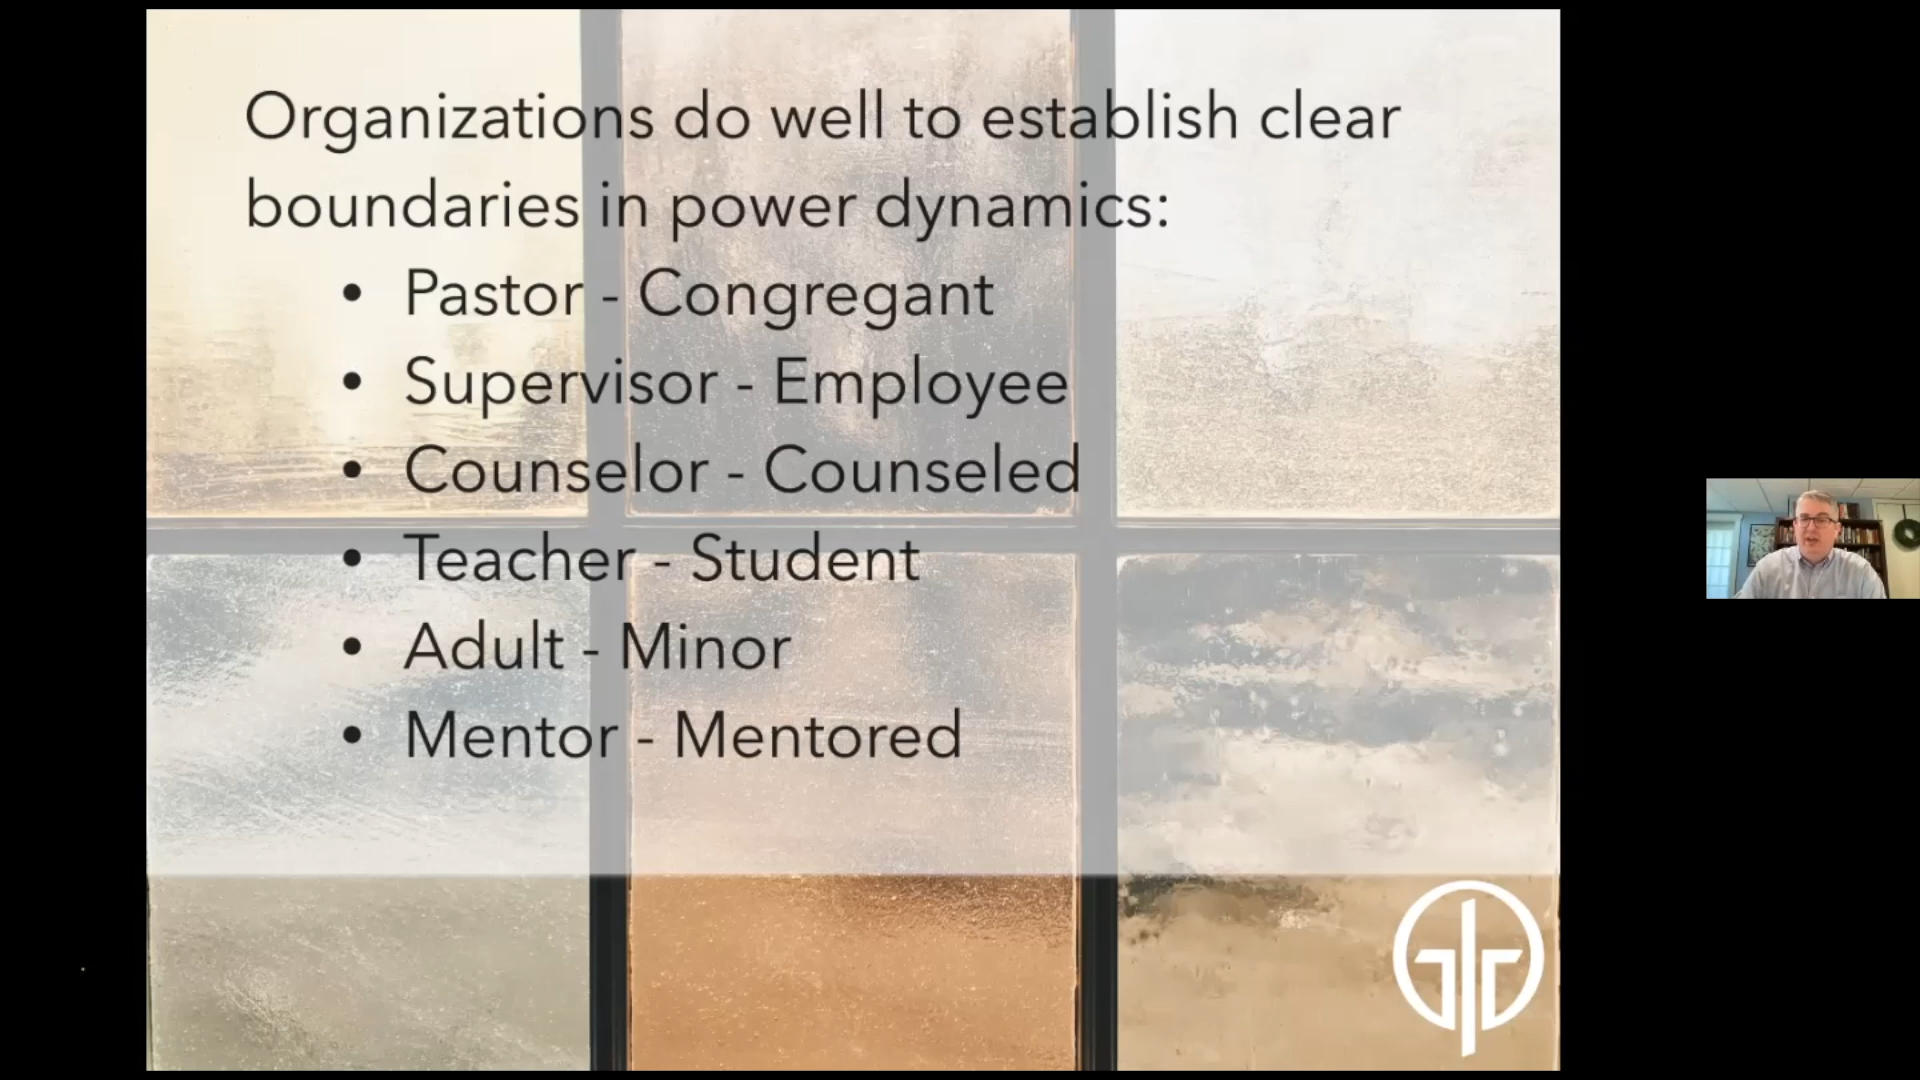 Organizations do well to establish clear
boundaries in power dynamics:
• Pastor - Congregant
• Supervisor - Employee
• Counselor - Counseled
• Teacher - Student
• Adult - Minor
• Mentor - Mentored